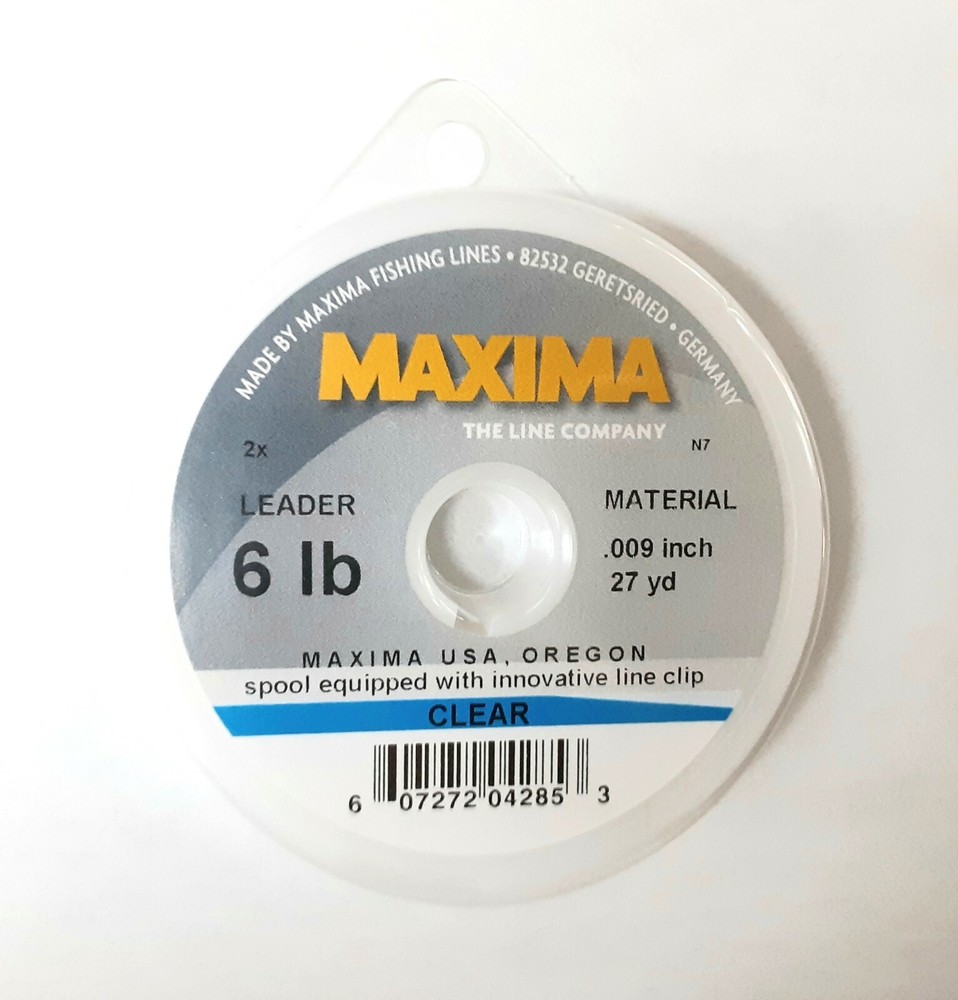 MADE BY MAXIMA FISHING LINES • 82532 GERETSRIED • GERMANY
MAXIMA
THE LINE COMPANY
2x
N7
LEADER
MATERIAL
6 lb
.009 inch
27 yd
MAXIMA USA, OREGON
spool equipped with innovative line clip
CLEAR
6 07272 04285 3